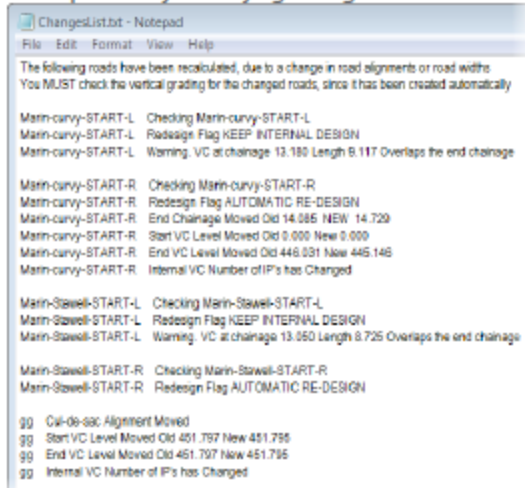 ChangesList.txt - Notepad
File Edit Format View Help
The following roads have been recalculated, due to a change in road alignments or road widths
You MUST check the vertical grading for the changed roads, since it has been created automatically
Marin-curvy-START-L Checking Marin-curvy-START-L
Marin-curvy-START-L Redesign Flag KEEP INTERNAL DESIGN
Marin-curvy-START-L Warning. VC at chainage 13.180 Length 9.117 Overlaps the end chainage
Marin-curvy-START-R Checking Marin-curvy-START-R
Marin-curvy-START-R Redesign Flag AUTOMATIC RE-DESIGN
Marin-curvy-START-R End Chainage Moved Old 14.085 NEW 14.729
Marin-curvy-START-R Start VC Level Moved Old 0.000 New 0.000
Marin-curvy-START-R End VC Level Moved Old 446.031 New 445.146
Marin-curvy-START-R Internal VC Number of IP's has Changed
Marin-Stawell-START-L Checking Marin-Stawell-START-L
Marin-Stawell-START-L Redesign Flag KEEP INTERNAL DESIGN
Marin-Stawell-START-L Warning. VC at chainage 13.050 Length 8.725 Overlaps the end chainage
Marin-Stawell-START-R Checking Marin-Stawell-START-R
Marin-Stawell-START-R Redesign Flag AUTOMATIC RE-DESIGN
gg Cul-de-sac Alignment Moved
gg Start VC Level Moved Old 451.797 New 451.795
gg End VC Level Moved Old 451.797 New 451.795
gg Internal VC Number of IP's has Changed